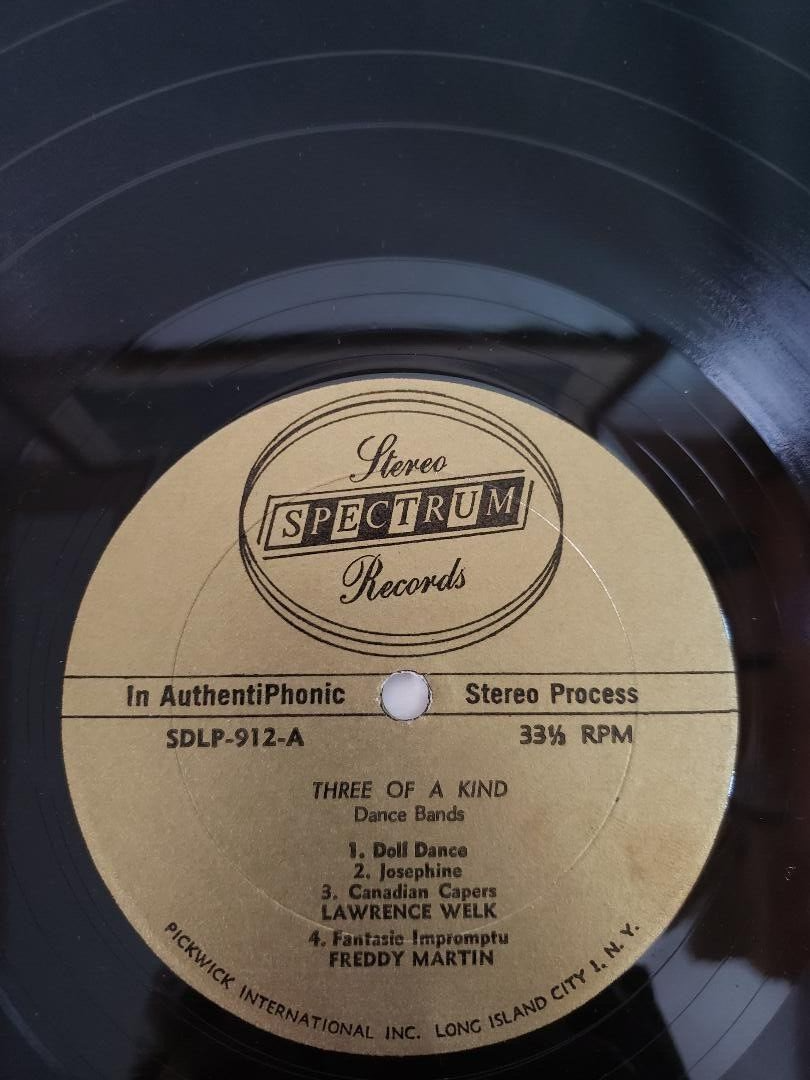 Stereo
SPECTRUM
Records
In AuthentiPhonic Stereo Process
SDLP-912-A 33⅓ RPM
THREE OF A KIND
Dance Bands
1. Doll Dance
2. Josephine
3. Canadian Capers
LAWRENCE WELK
4. Fantasie Impromptu
FREDDY MARTIN
PICKWICK INTERNATIONAL INC. LONG ISLAND CITY 1, N. Y.